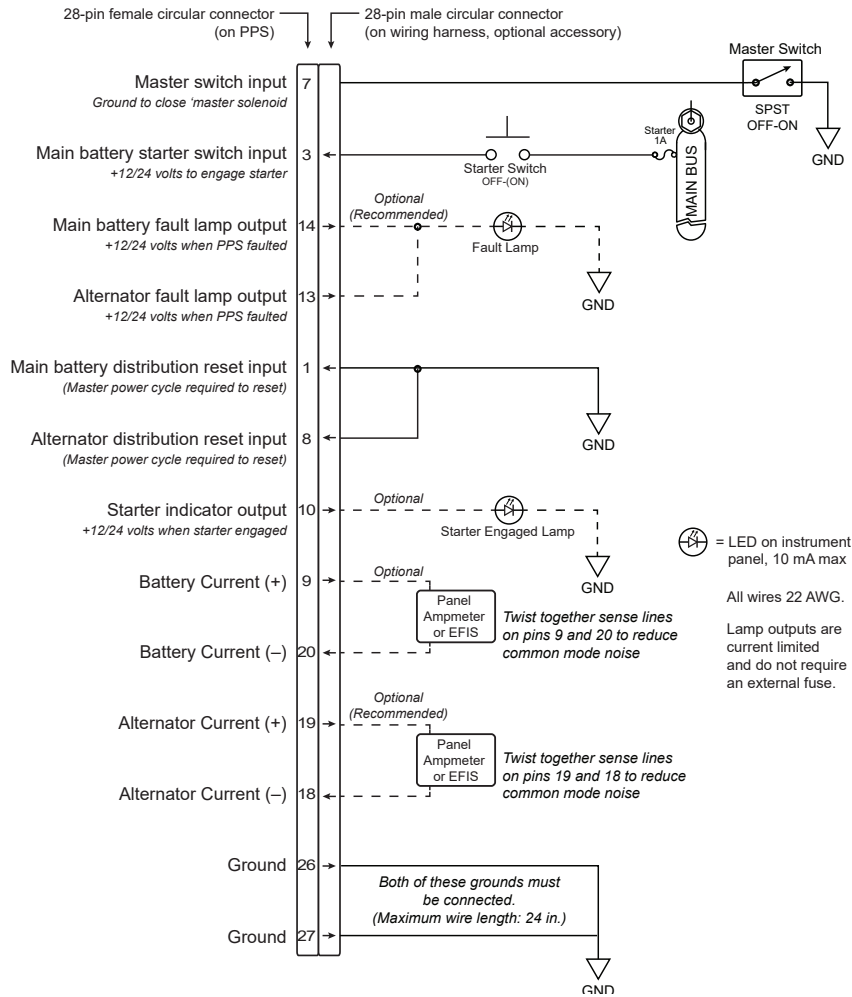 28-pin female circular connector
(on PPS)
28-pin male circular connector
(on wiring harness, optional accessory)
Master Switch
Master switch input
Ground to close ‘master solenoid
7
SPST
OFF-ON
GND
Main battery starter switch input
+12/24 volts to engage starter
3
Starter Switch
OFF-(ON)
Starter
1A
MAIN BUS
Main battery fault lamp output
+12/24 volts when PPS faulted
14
Optional
(Recommended)
Fault Lamp
GND
Alternator fault lamp output
+12/24 volts when PPS faulted
13
Main battery distribution reset input
(Master power cycle required to reset)
1
GND
Alternator distribution reset input
(Master power cycle required to reset)
8
Starter indicator output
+12/24 volts when starter engaged
10
Optional
Starter Engaged Lamp
GND
= LED on instrument
panel, 10 mA max
All wires 22 AWG.
Lamp outputs are
current limited
and do not require
an external fuse.
Battery Current (+)
9
Optional
Panel
Ampmeter
or EFIS
Twist together sense lines
on pins 9 and 20 to reduce
common mode noise
Battery Current (–)
20
Alternator Current (+)
19
Optional
(Recommended)
Panel
Ampmeter
or EFIS
Twist together sense lines
on pins 19 and 18 to reduce
common mode noise
Alternator Current (–)
18
Ground
26
Both of these grounds must
be connected.
(Maximum wire length: 24 in.)
Ground
27
GND